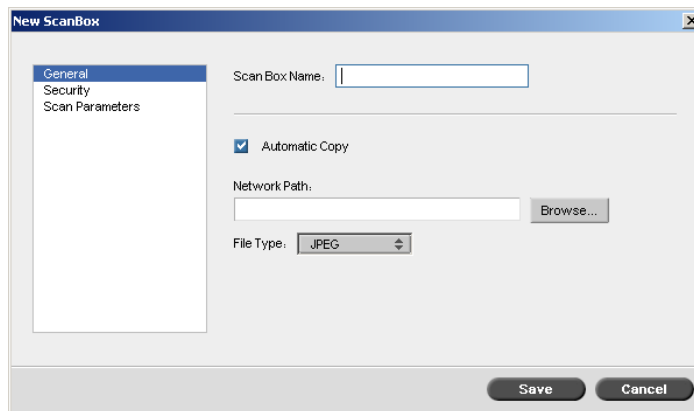 New ScanBox
General
Security
Scan Parameters
Scan Box Name:
Automatic Copy
Network Path:
Browse...
File Type: JPEG
Save Cancel